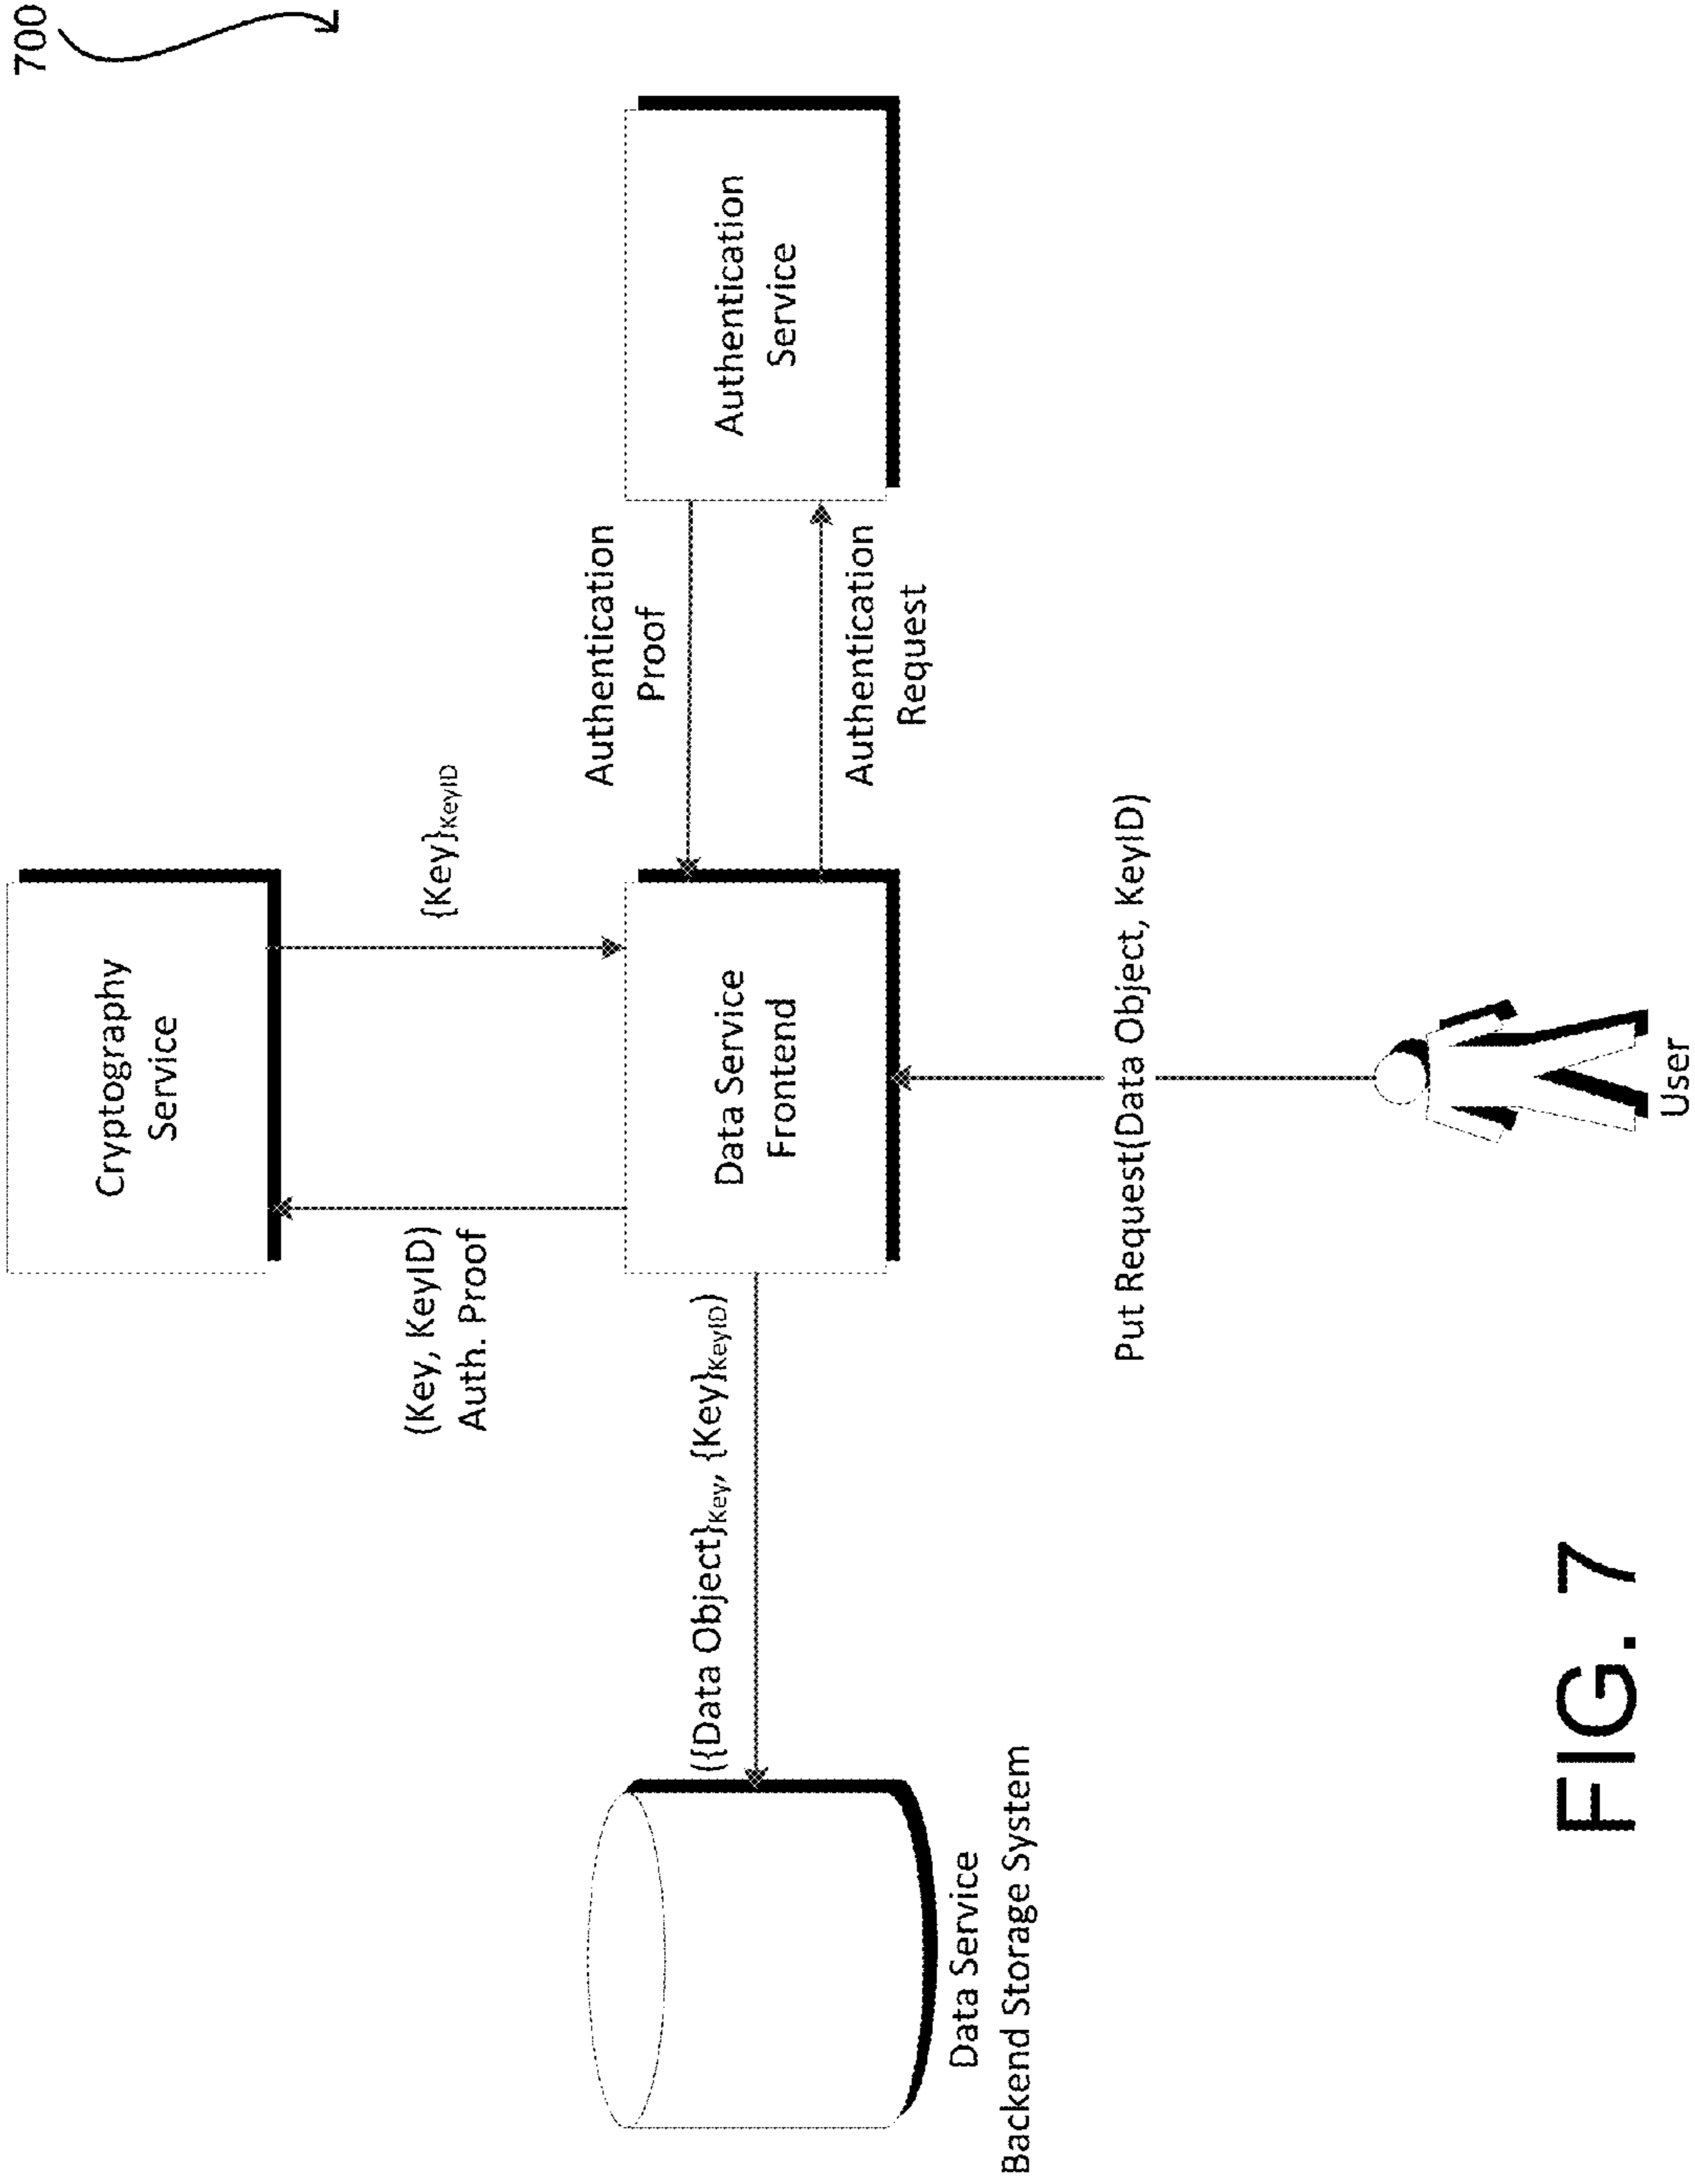 700
Cryptography
Service
(Key, KeyID)
Auth. Proof
{Key}KeyID
({Data Object}Key, {Key}KeyID)
Data Service
Frontend
Authentication
Proof
Authentication
Request
Authentication
Service
Data Service
Backend Storage System
Put Request(Data Object, KeyID)
User
FIG. 7